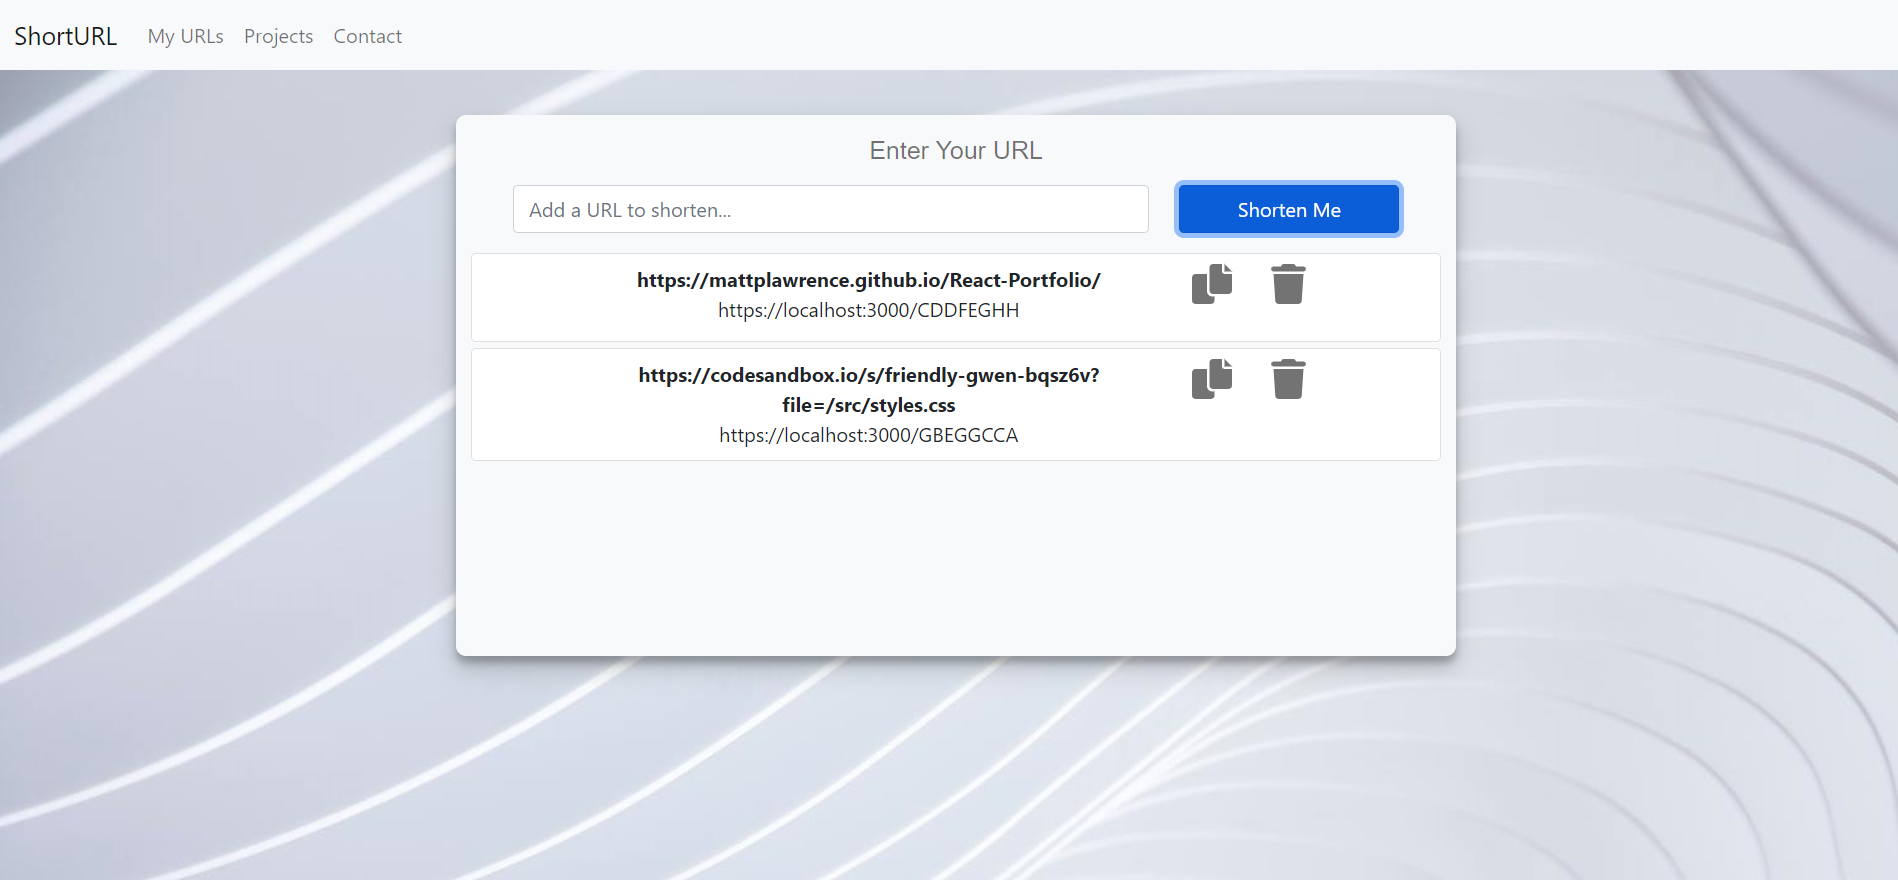 ShortURL My URLs Projects Contact
Enter Your URL
Add a URL to shorten... Shorten Me
https://mattplawrence.github.io/React-Portfolio/
https://localhost:3000/CDDFEGHH
https://codesandbox.io/s/friendly-gwen-bqsz6v?
file=/src/styles.css
https://localhost:3000/GBEGGCCA